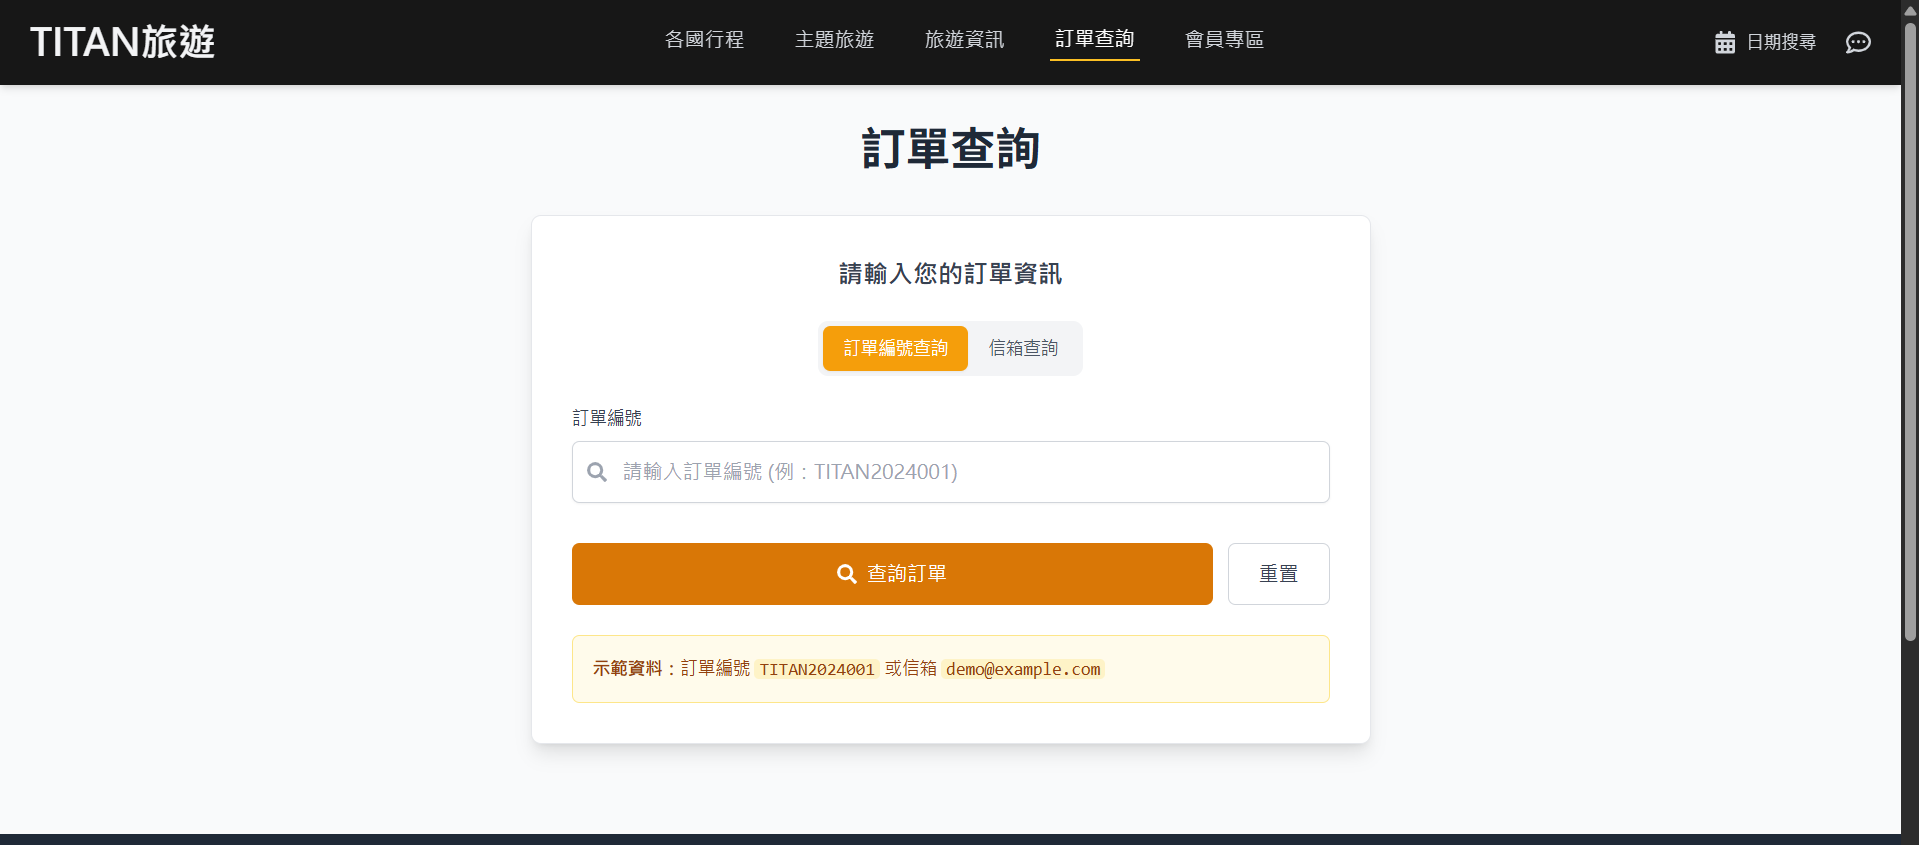 TITAN旅遊
各國行程 主題旅遊 旅遊資訊 訂單查詢 會員專區 日期搜尋
訂單查詢
請輸入您的訂單資訊
訂單編號查詢 信箱查詢
訂單編號
請輸入訂單編號 (例：TITAN2024001)
查詢訂單 重置
示範資料：訂單編號 TITAN2024001 或信箱 demo@example.com